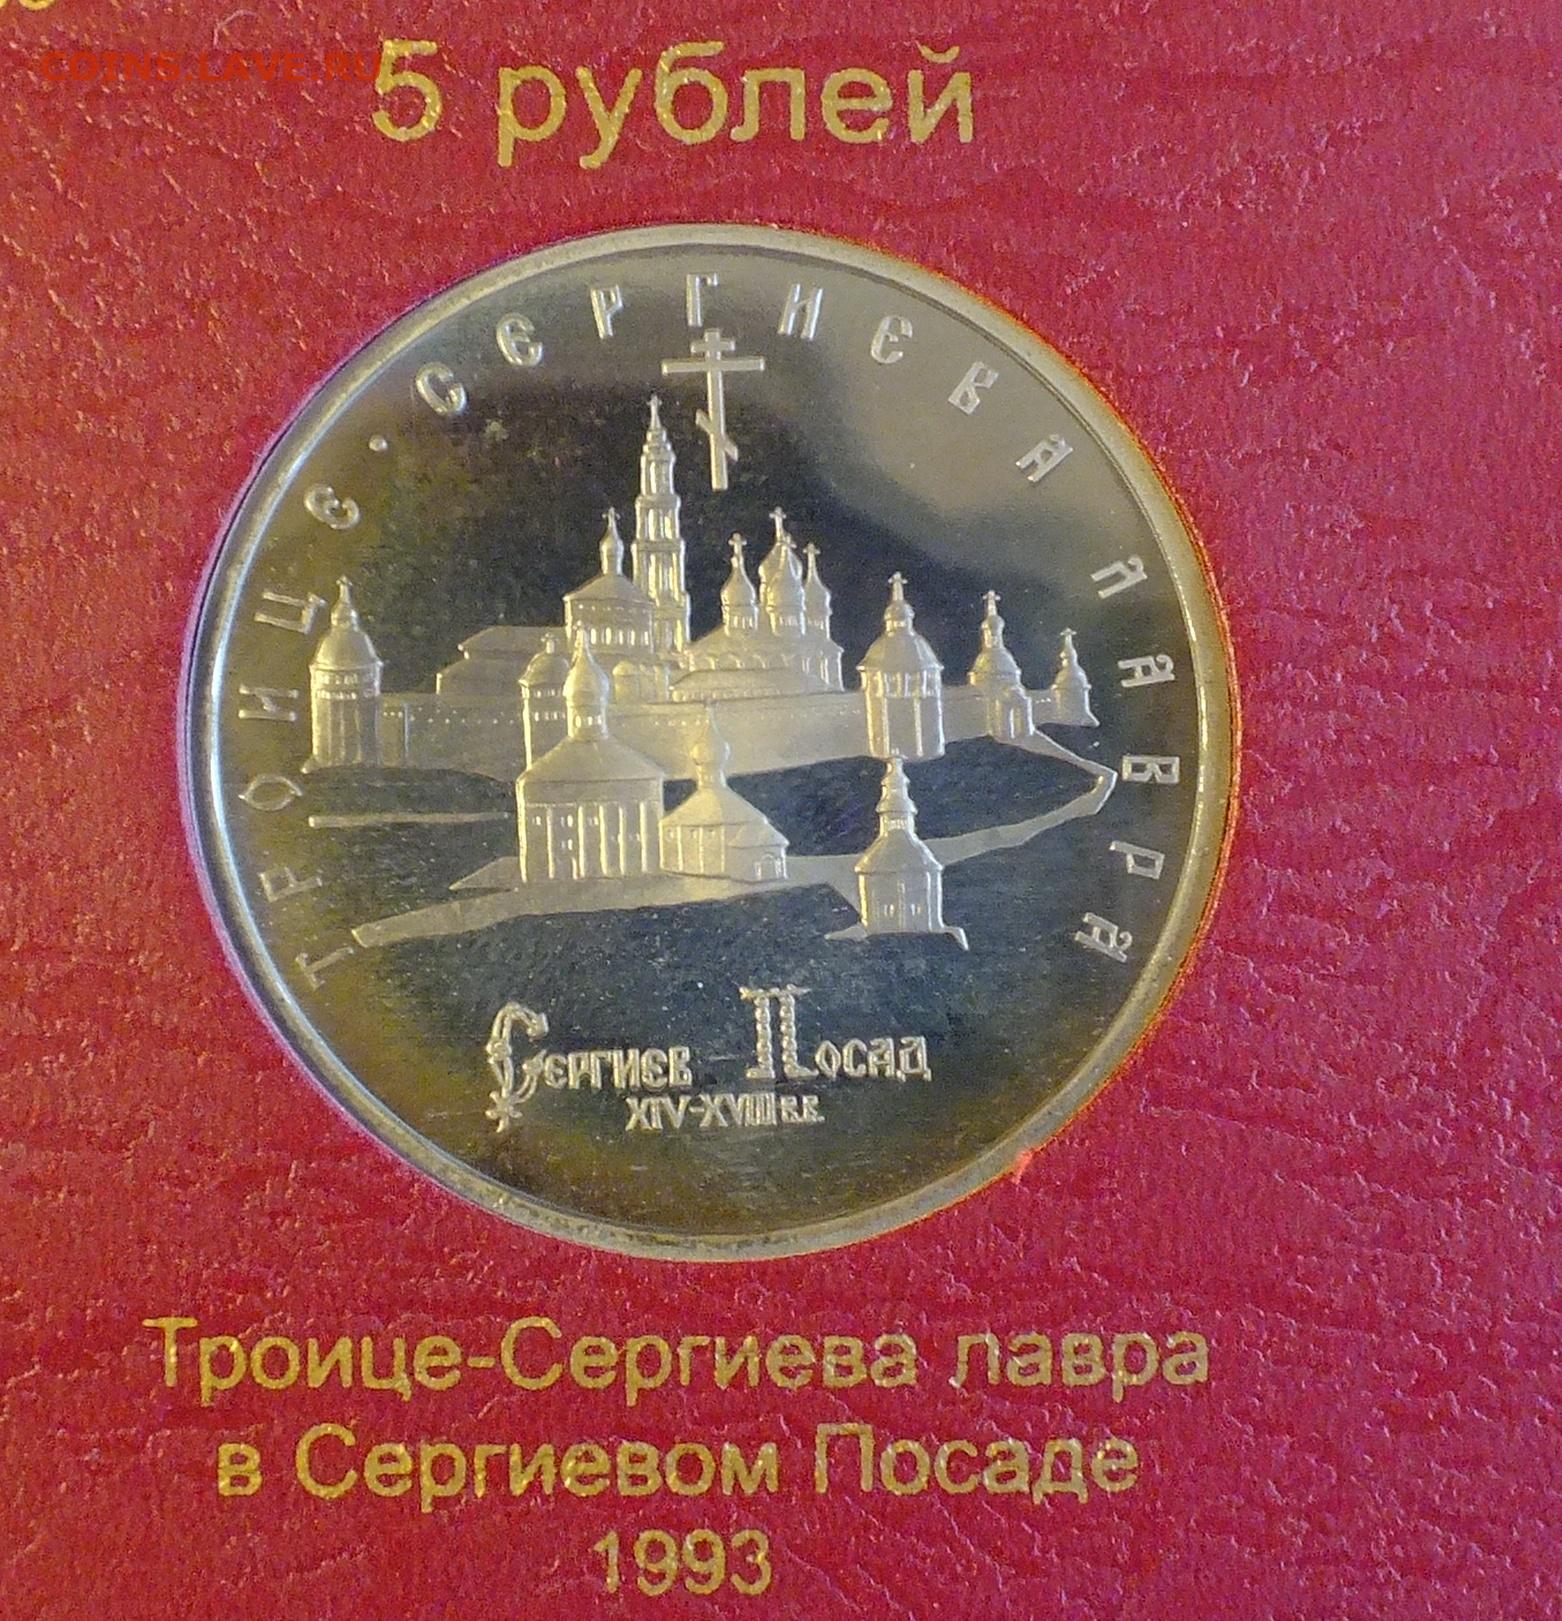 COINS.LAVE.RU
5 рублей
ТРОИЦЕ·СЕРГИЕВА ЛАВРА
СЕРГИЕВ ПОСАД
XIV-XVIII В.В.
Троице-Сергиева лавра
в Сергиевом Посаде
1993